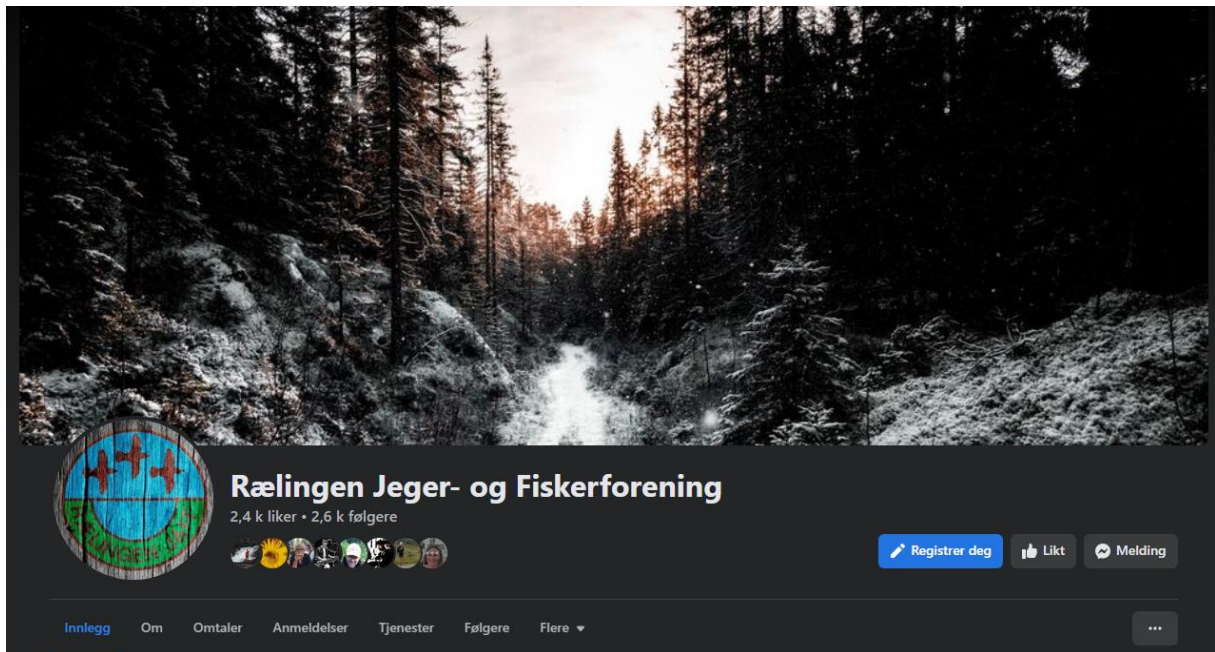 Rælingen Jeger- og Fiskerforening
2,4 k liker • 2,6 k følgere
Registrer deg
Likt
Melding
Innlegg
Om
Omtaler
Anmeldelser
Tjenester
Følgere
Flere